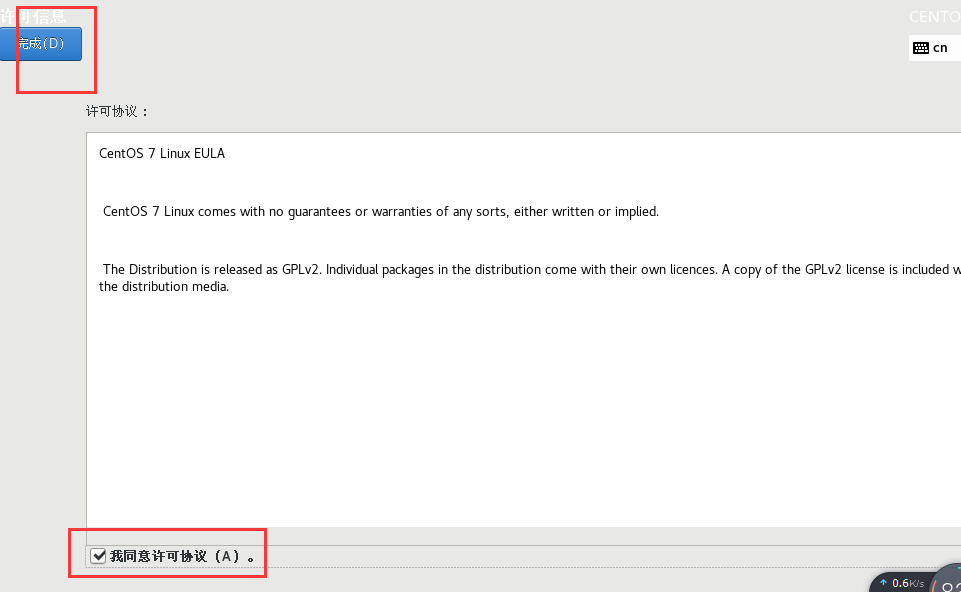 许可信息
CENTO
完成(D)
cn
许可协议：
CentOS 7 Linux EULA
CentOS 7 Linux comes with no guarantees or warranties of any sorts, either written or implied.
The Distribution is released as GPLv2. Individual packages in the distribution come with their own licences. A copy of the GPLv2 license is included w
the distribution media.
我同意许可协议（A）。
0.6K/s